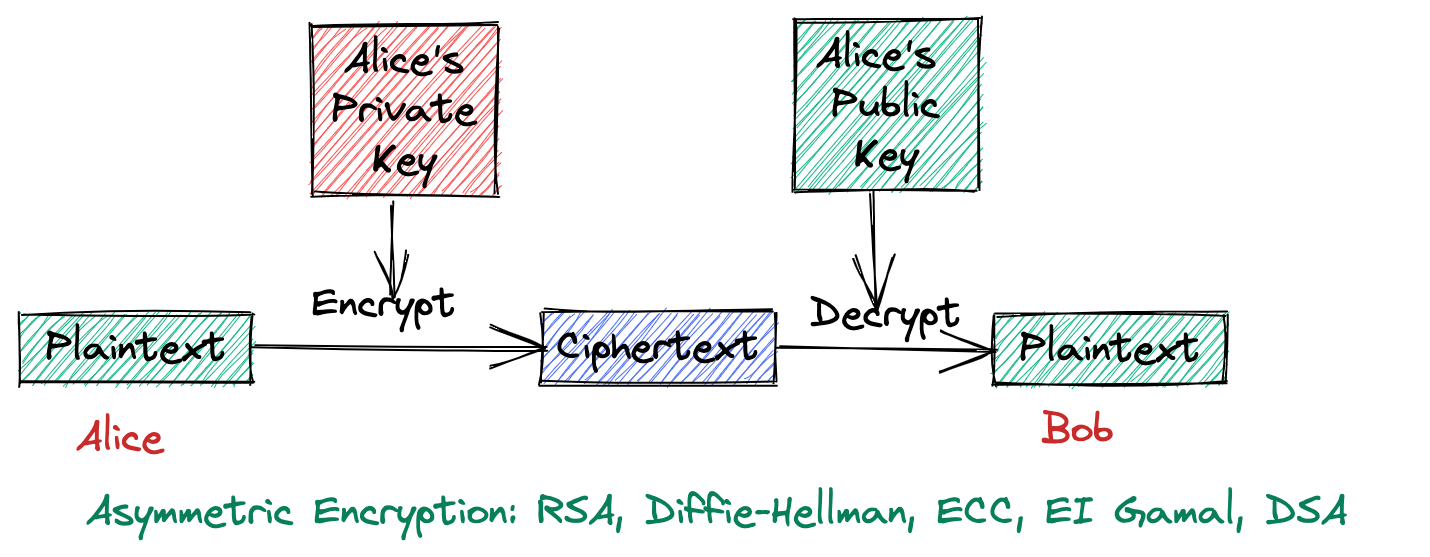 Alice's
Private
Key
Alice's
Public
Key
Encrypt
Decrypt
Plaintext
Ciphertext
Plaintext
Alice
Bob
Asymmetric Encryption: RSA, Diffie-Hellman, ECC, EI Gamal, DSA